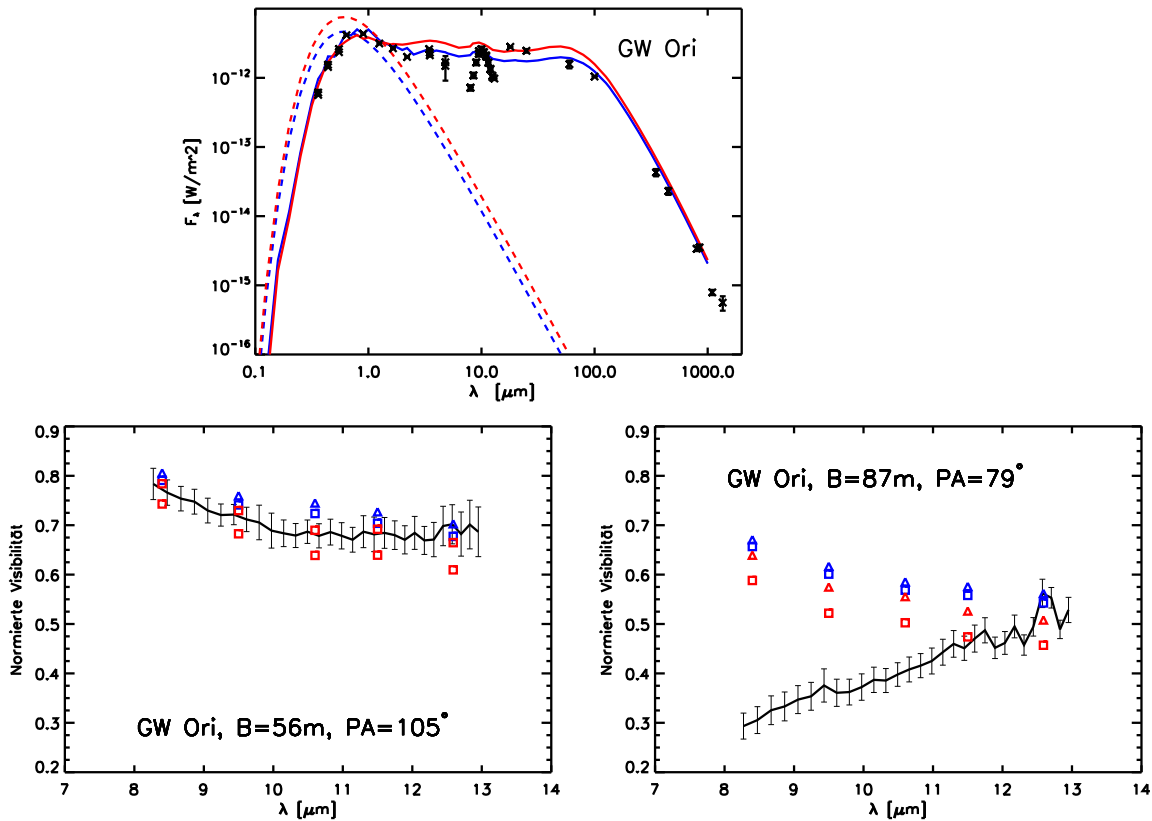 GW Ori
F_λ [W/m^2]
10^-12
10^-13
10^-14
10^-15
10^-16
0.1 1.0 10.0 100.0 1000.0
λ [μm]
Normierte Visibilität
0.9
0.8
0.7
0.6
0.5
0.4
0.3
0.2
GW Ori, B=56m, PA=105°
7 8 9 10 11 12 13 14
λ [μm]
Normierte Visibilität
0.9
0.8
0.7
0.6
0.5
0.4
0.3
0.2
GW Ori, B=87m, PA=79°
7 8 9 10 11 12 13 14
λ [μm]